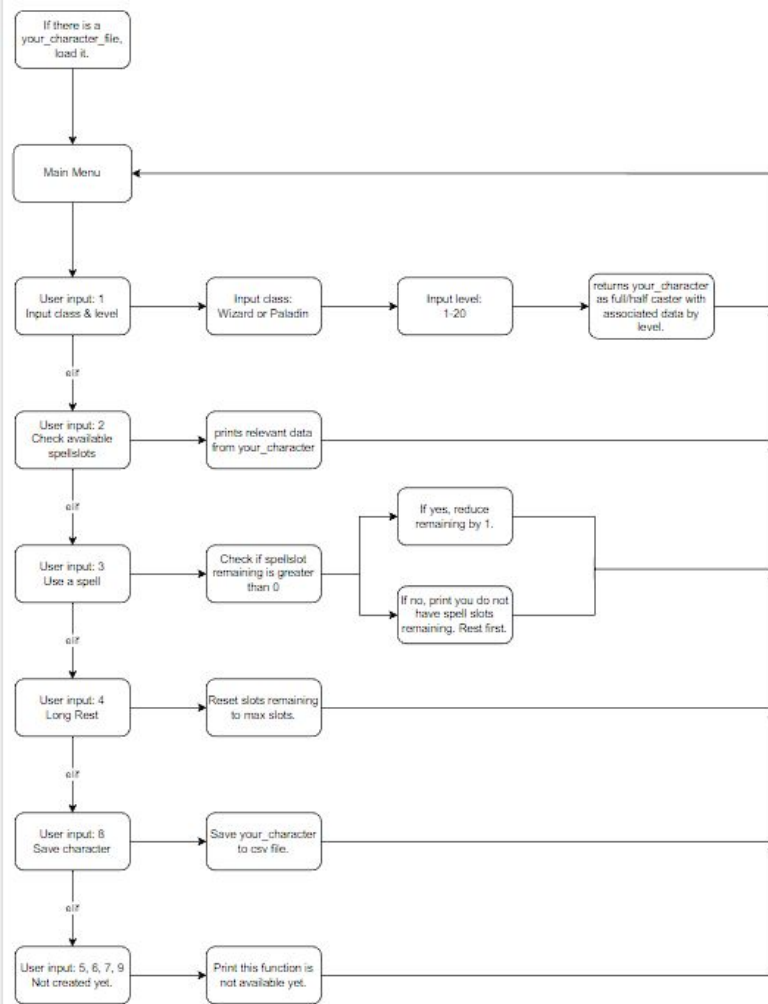 If there is a
your_character_file,
load it.
Main Menu
User input: 1
Input class & level
Input class:
Wizard or Paladin
Input level:
1-20
returns your_character
as full/half caster with
associated data by
level.
elif
User input: 2
Check available
spellslots
prints relevant data
from your_character
elif
User input: 3
Use a spell
Check if spellslot
remaining is greater
than 0
If yes, reduce
remaining by 1.
If no, print you do not
have spell slots
remaining. Rest first.
elif
User input: 4
Long Rest
Reset slots remaining
to max slots.
elif
User input: 8
Save character
Save your_character
to csv file.
elif
User input: 5, 6, 7, 9
Not created yet.
Print this function is
not available yet.